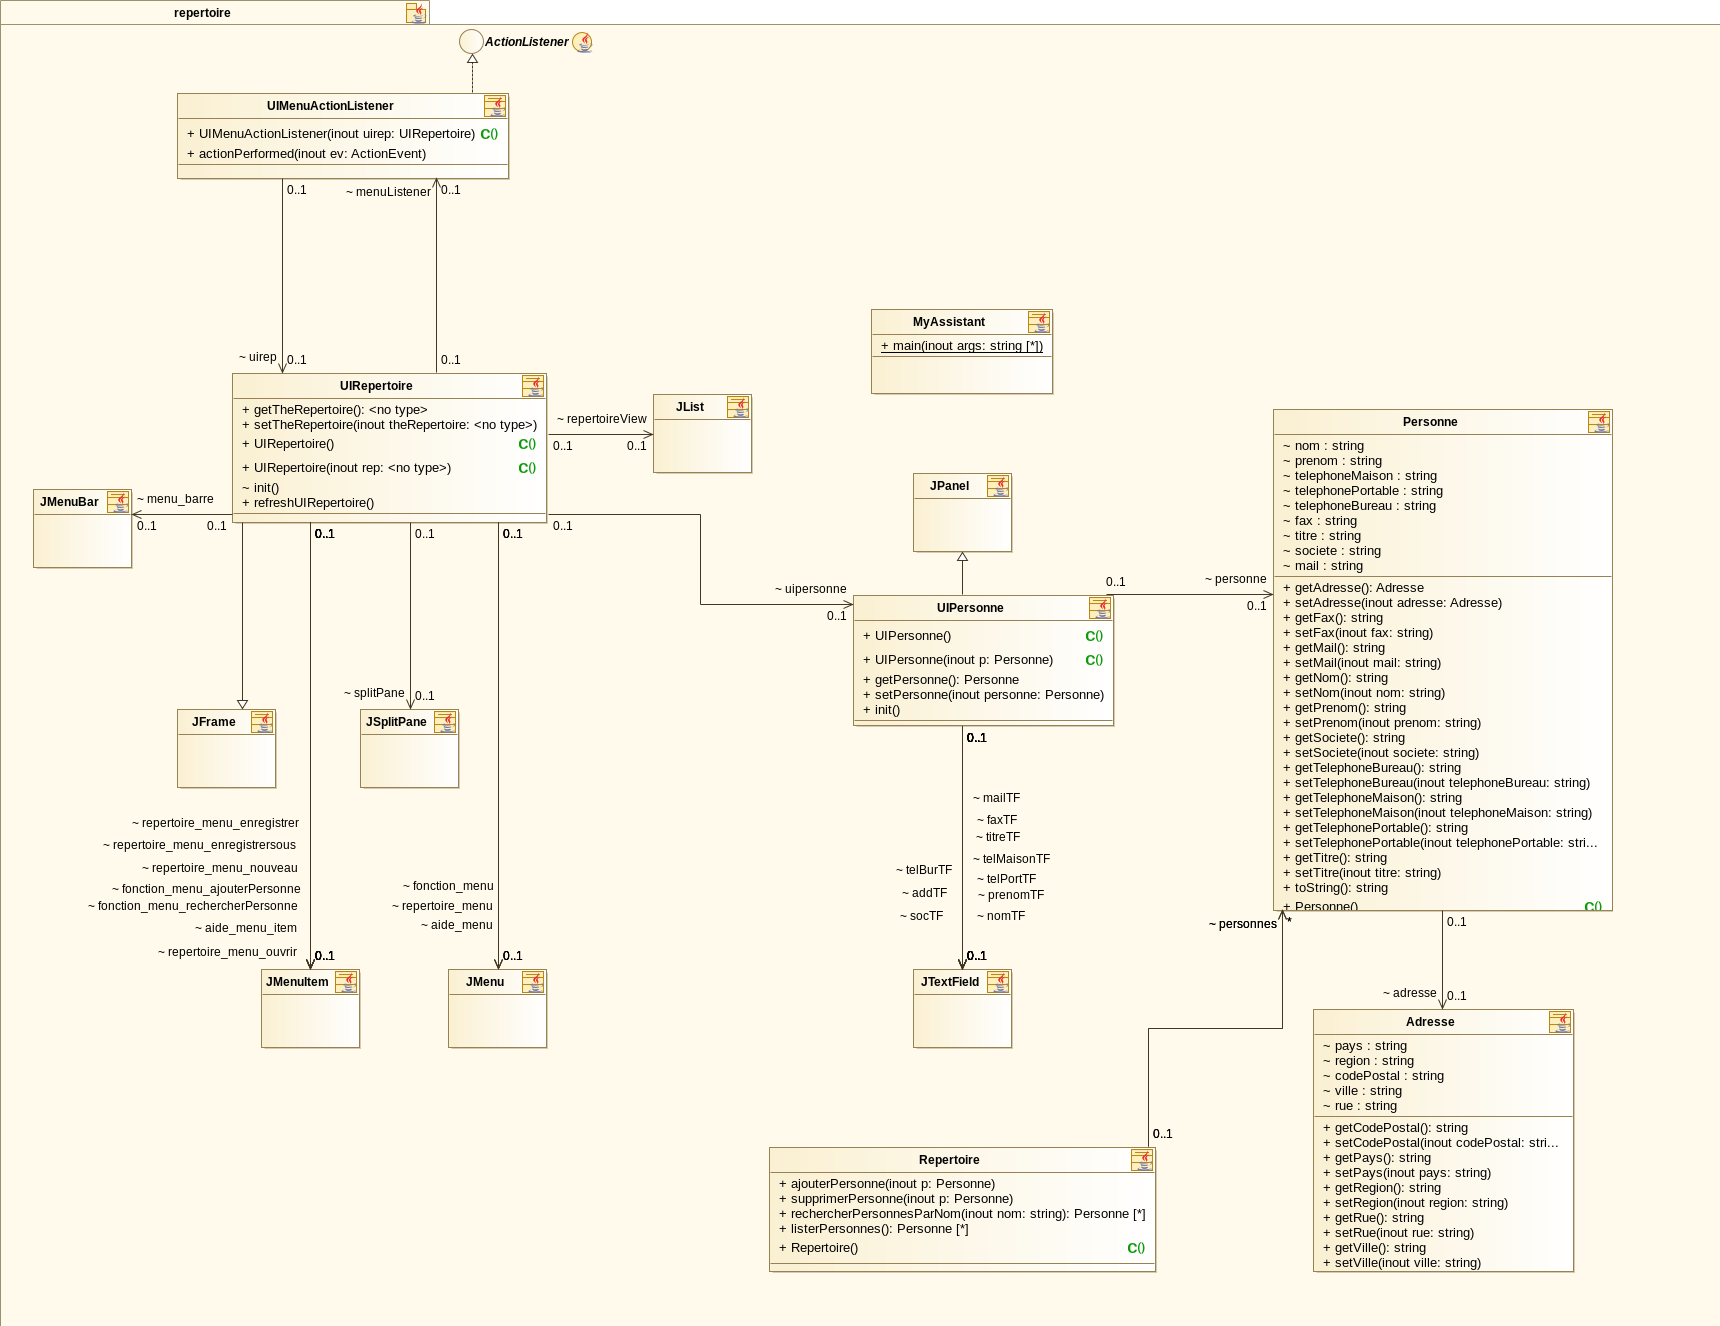 repertoire
ActionListener
UIMenuActionListener
+ UIMenuActionListener(inout uirep: UIRepertoire) C()
+ actionPerformed(inout ev: ActionEvent)
0..1
~ menuListener
0..1
~ uirep
0..1
0..1
MyAssistant
+ main(inout args: string [*])
UIRepertoire
+ getTheRepertoire(): <no type>
+ setTheRepertoire(inout theRepertoire: <no type>)
+ UIRepertoire() C()
+ UIRepertoire(inout rep: <no type>) C()
~ init()
+ refreshUIRepertoire()
~ repertoireView
0..1
0..1
JList
JMenuBar
~ menu_barre
0..1
0..1
0..1
0..1
0..1
0..1
~ uipersonne
0..1
JPanel
UIPersonne
+ UIPersonne() C()
+ UIPersonne(inout p: Personne) C()
+ getPersonne(): Personne
+ setPersonne(inout personne: Personne)
+ init()
0..1
~ personne
0..1
Personne
~ nom : string
~ prenom : string
~ telephoneMaison : string
~ telephonePortable : string
~ telephoneBureau : string
~ fax : string
~ titre : string
~ societe : string
~ mail : string
+ getAdresse(): Adresse
+ setAdresse(inout adresse: Adresse)
+ getFax(): string
+ setFax(inout fax: string)
+ getMail(): string
+ setMail(inout mail: string)
+ getNom(): string
+ setNom(inout nom: string)
+ getPrenom(): string
+ setPrenom(inout prenom: string)
+ getSociete(): string
+ setSociete(inout societe: string)
+ getTelephoneBureau(): string
+ setTelephoneBureau(inout telephoneBureau: string)
+ getTelephoneMaison(): string
+ setTelephoneMaison(inout telephoneMaison: string)
+ getTelephonePortable(): string
+ setTelephonePortable(inout telephonePortable: stri...
+ getTitre(): string
+ setTitre(inout titre: string)
+ toString(): string
+ Personne() C()
JFrame
~ splitPane
0..1
JSplitPane
~ repertoire_menu_enregistrer
~ repertoire_menu_enregistrersous
~ repertoire_menu_nouveau
~ fonction_menu_ajouterPersonne
~ fonction_menu_rechercherPersonne
~ aide_menu_item
~ repertoire_menu_ouvrir
0..1
JMenuItem
~ fonction_menu
~ repertoire_menu
~ aide_menu
0..1
JMenu
0..1
~ mailTF
~ faxTF
~ titreTF
~ telMaisonTF
~ telBurTF
~ telPortTF
~ addTF
~ prenomTF
~ socTF
~ nomTF
0..1
JTextField
~ personnes
*
0..1
~ adresse
0..1
Adresse
~ pays : string
~ region : string
~ codePostal : string
~ ville : string
~ rue : string
+ getCodePostal(): string
+ setCodePostal(inout codePostal: stri...
+ getPays(): string
+ setPays(inout pays: string)
+ getRegion(): string
+ setRegion(inout region: string)
+ getRue(): string
+ setRue(inout rue: string)
+ getVille(): string
+ setVille(inout ville: string)
0..1
Repertoire
+ ajouterPersonne(inout p: Personne)
+ supprimerPersonne(inout p: Personne)
+ rechercherPersonnesParNom(inout nom: string): Personne [*]
+ listerPersonnes(): Personne [*]
+ Repertoire() C()